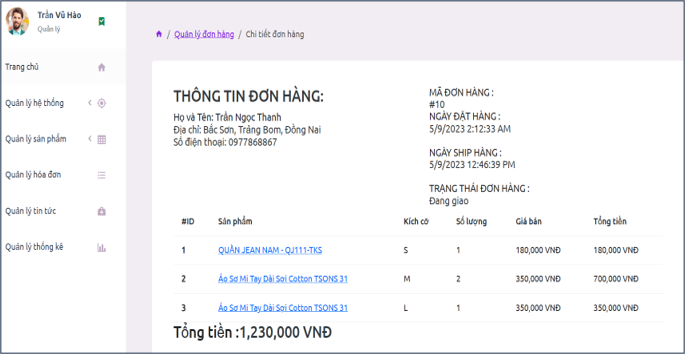 Trần Vũ Hảo
Quản lý
/ Quản lý đơn hàng / Chi tiết đơn hàng
Trang chủ
Quản lý hệ thống
Quản lý sản phẩm
Quản lý hóa đơn
Quản lý tin tức
Quản lý thống kê
THÔNG TIN ĐƠN HÀNG:
Họ và Tên: Trần Ngọc Thanh
Địa chỉ: Bắc Sơn, Trảng Bom, Đồng Nai
Số điện thoại: 0977868867
MÃ ĐƠN HÀNG :
#10
NGÀY ĐẶT HÀNG :
5/9/2023 2:12:33 AM
NGÀY SHIP HÀNG :
5/9/2023 12:46:39 PM
TRẠNG THÁI ĐƠN HÀNG :
Đang giao
#ID Sản phẩm Kích cỡ Số lượng Giá bán Tổng tiền
1 QUẦN JEAN NAM - QJ111-TKS S 1 180,000 VNĐ 180,000 VNĐ
2 Áo Sơ Mi Tay Dài Sợi Cotton TSONS 31 M 2 350,000 VNĐ 700,000 VNĐ
3 Áo Sơ Mi Tay Dài Sợi Cotton TSONS 31 L 1 350,000 VNĐ 350,000 VNĐ
Tổng tiền :1,230,000 VNĐ